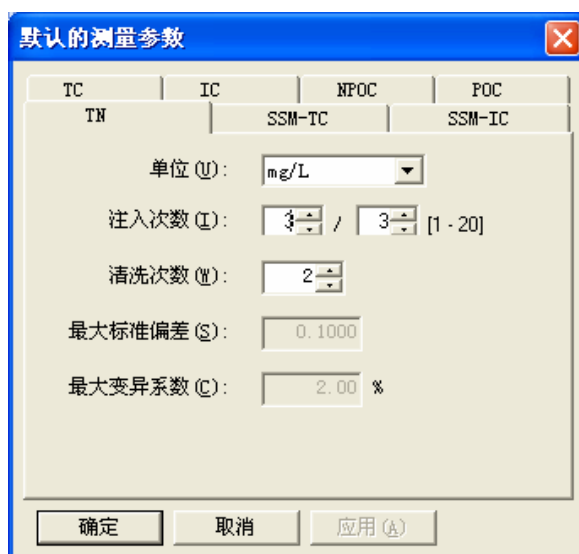 默认的测量参数
TC IC NPOC POC
TN SSM-TC SSM-IC
单位(U): mg/L
注入次数(I): 3 / 3 [1 - 20]
清洗次数(W): 2
最大标准偏差(S): 0.1000
最大变异系数(C): 2.00 %
确定 取消 应用(A)